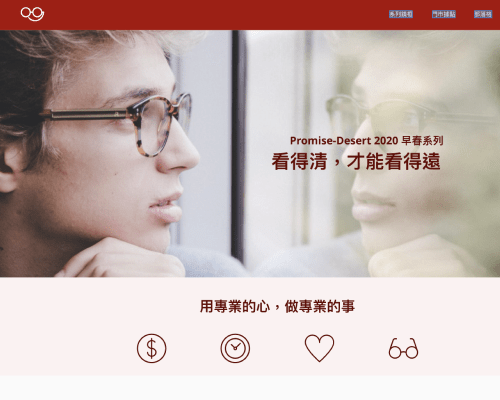 系列鏡框
門市據點
部落格
Promise-Desert 2020 早春系列
看得清，才能看得遠
用專業的心，做專業的事